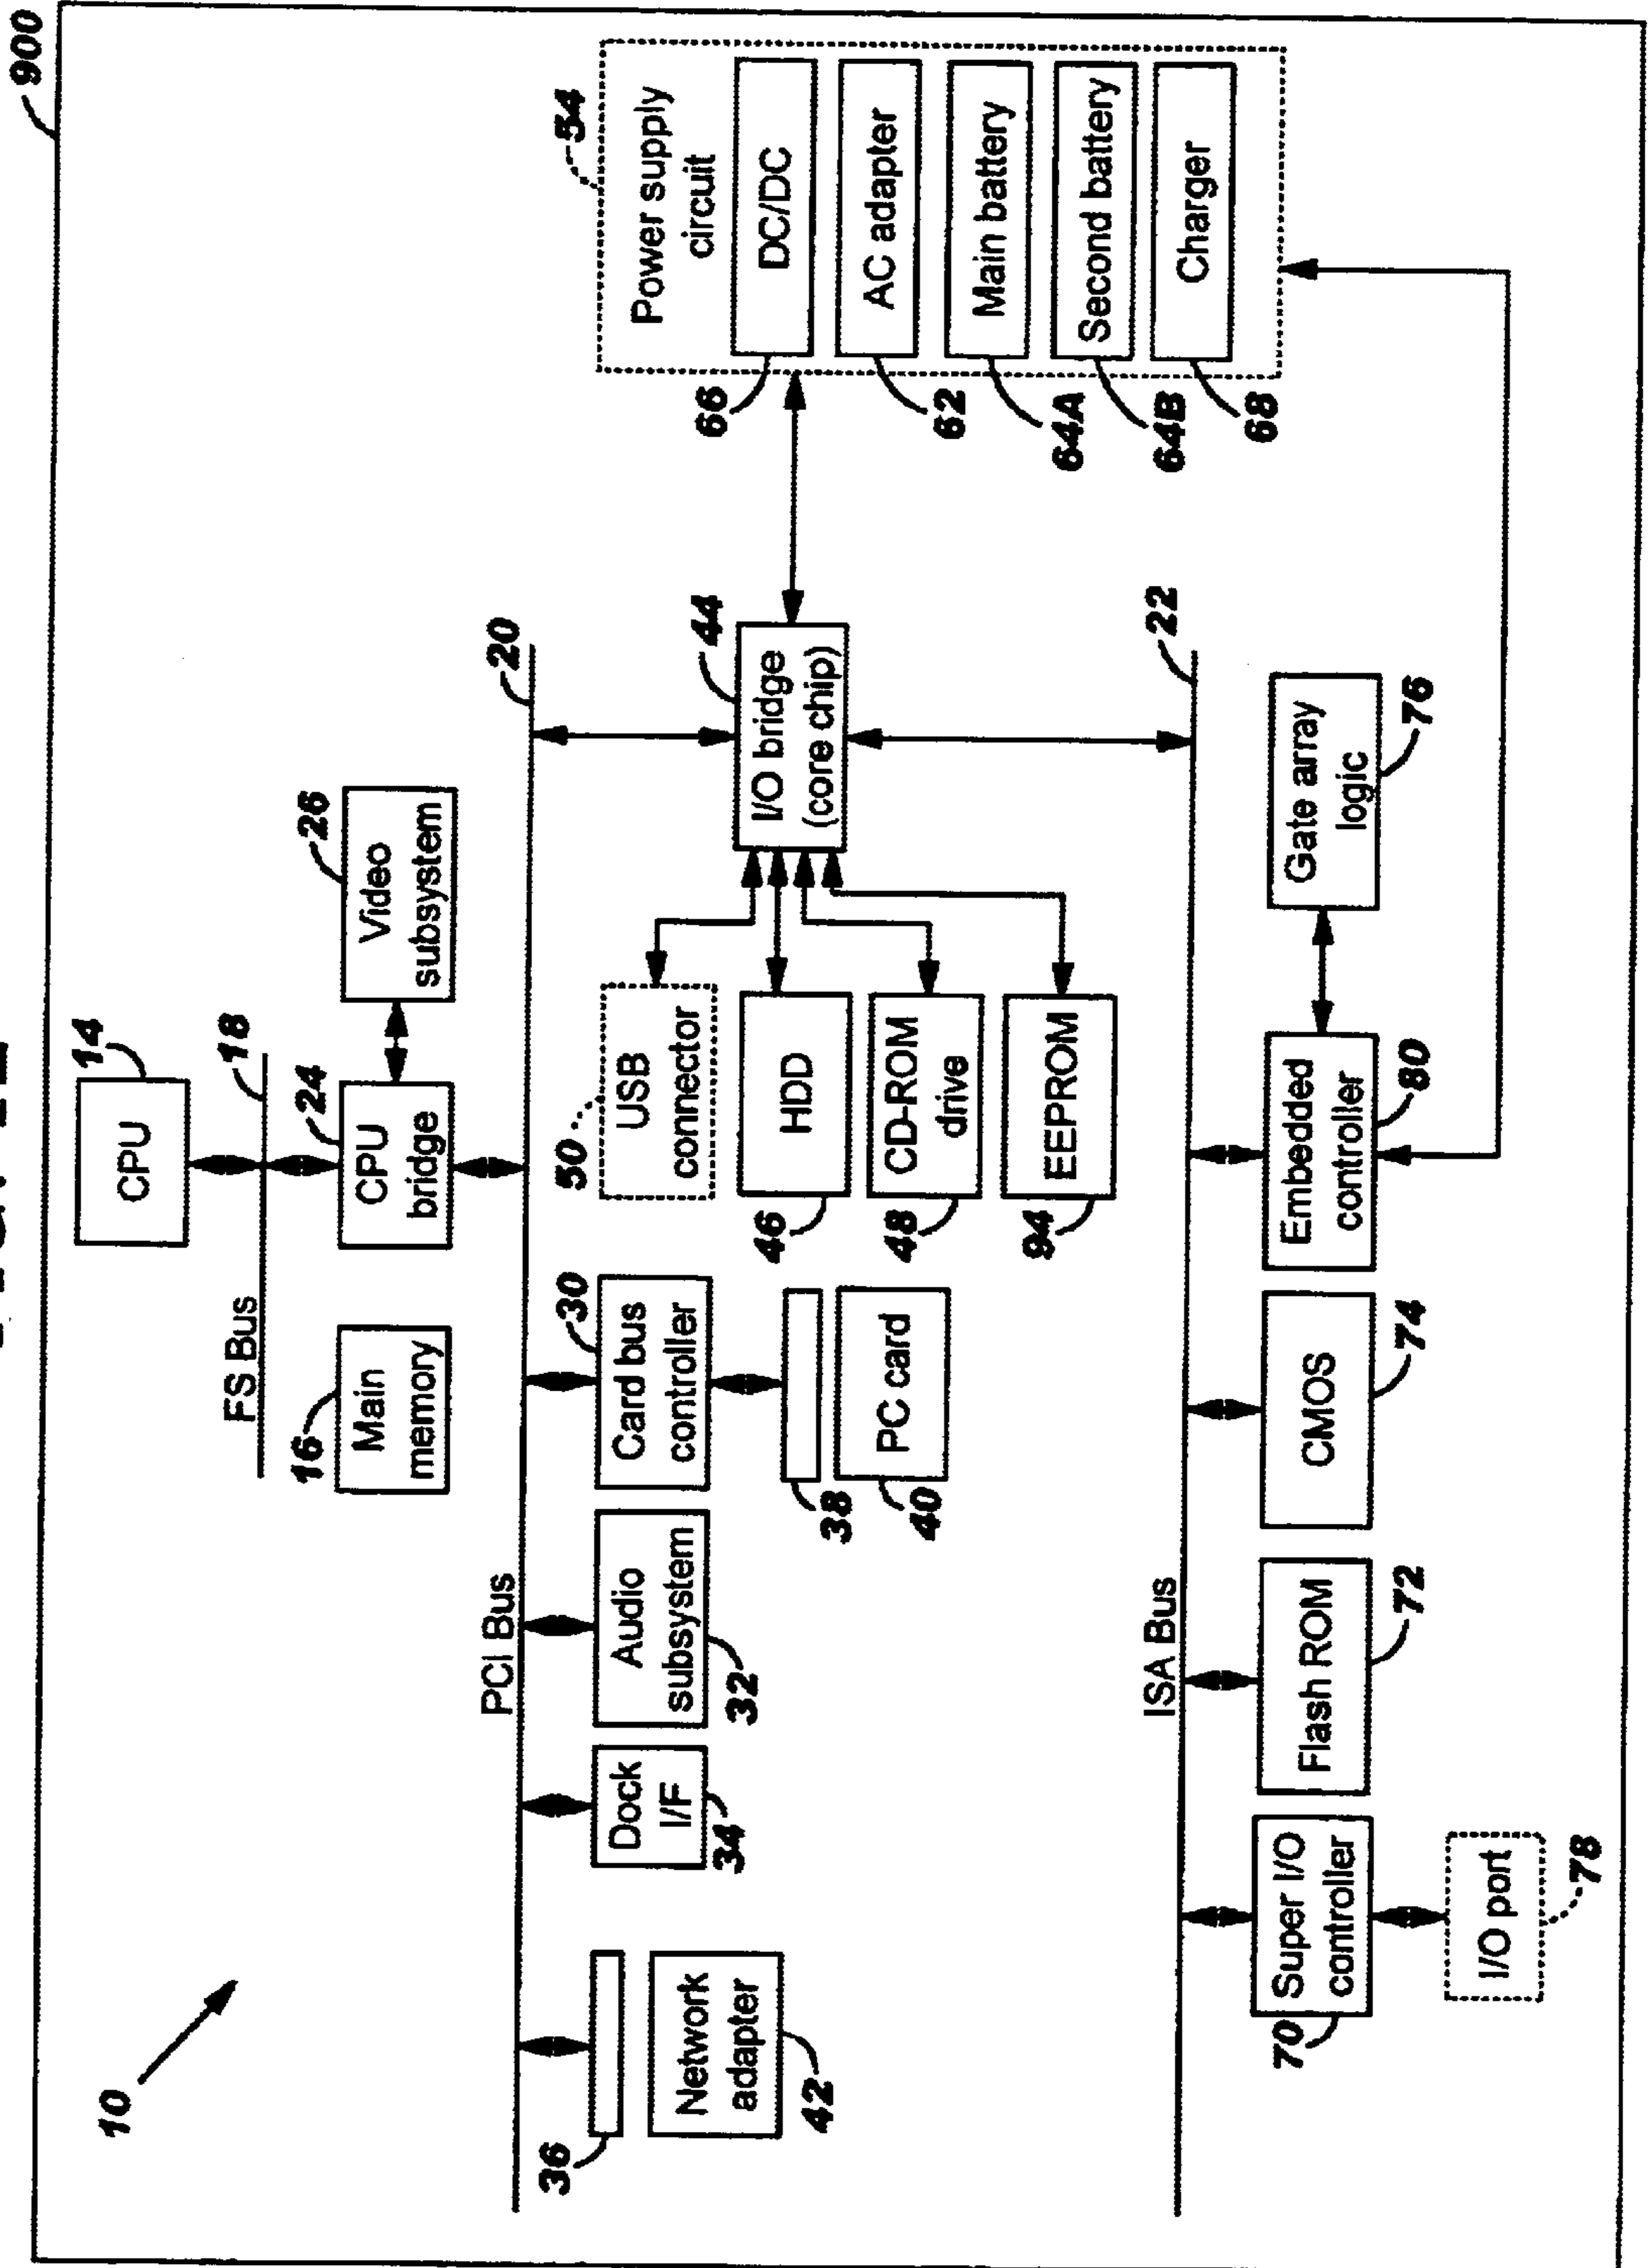 900
10
CPU
14
FS Bus
18
16
Main
memory
24
CPU
bridge
26
Video
subsystem
PCI Bus
20
36
Network
adapter
42
Dock
I/F
34
Audio
subsystem
32
30
Card bus
controller
38
PC card
40
50
USB
connector
HDD
46
CD-ROM
drive
48
EEPROM
94
44
I/O bridge
(core chip)
54
Power supply
circuit
66
DC/DC
62
AC adapter
64A
Main battery
64B
Second battery
68
Charger
ISA Bus
22
70
Super I/O
controller
I/O port
78
Flash ROM
72
CMOS
74
Embedded
controller
80
Gate array
logic
76